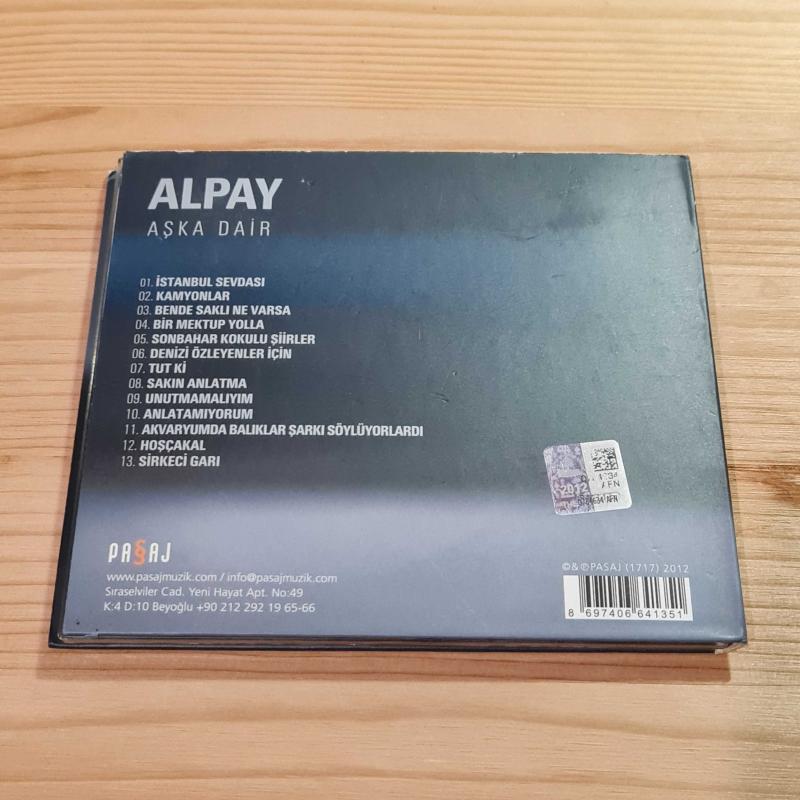 ALPAY
AŞKA DAİR
01. İSTANBUL SEVDASI
02. KAMYONLAR
03. BENDE SAKLI NE VARSA
04. BİR MEKTUP YOLLA
05. SONBAHAR KOKULU ŞİİRLER
06. DENİZİ ÖZLEYENLER İÇİN
07. TUT Kİ
08. SAKIN ANLATMA
09. UNUTMAMALIYIM
10. ANLATAMIYORUM
11. AKVARYUMDA BALIKLAR ŞARKI SÖYLÜYORLARDI
12. HOŞÇAKAL
13. SİRKECİ GARI
2012
PASAJ
www.pasajmuzik.com / info@pasajmuzik.com
Sıraselviler Cad. Yeni Hayat Apt. No:49
K:4 D:10 Beyoğlu +90 212 292 19 65-66
©&℗PASAJ (1717) 2012
8 697406 641351